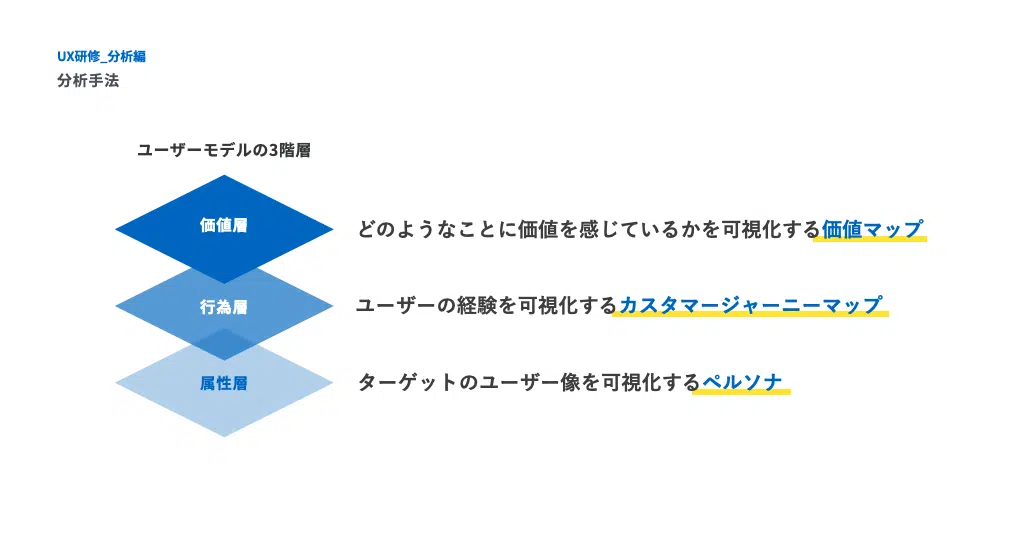 UX研修_分析編
分析手法
ユーザーモデルの3階層
価値層
どのようなことに価値を感じているかを可視化する価値マップ
行為層
ユーザーの経験を可視化するカスタマージャーニーマップ
属性層
ターゲットのユーザー像を可視化するペルソナ